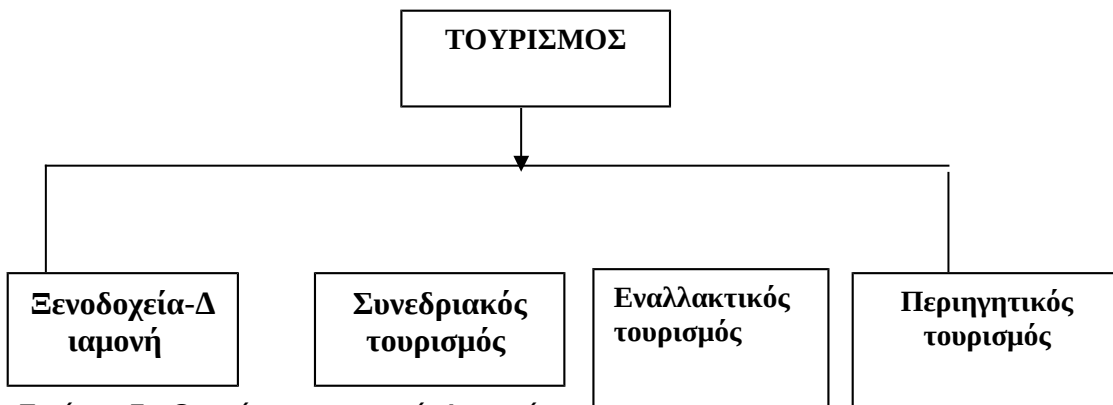 ΤΟΥΡΙΣΜΟΣ
Ξενοδοχεία-Δ
ιαμονή
Συνεδριακός
τουρισμός
Εναλλακτικός
τουρισμός
Περιηγητικός
τουρισμός